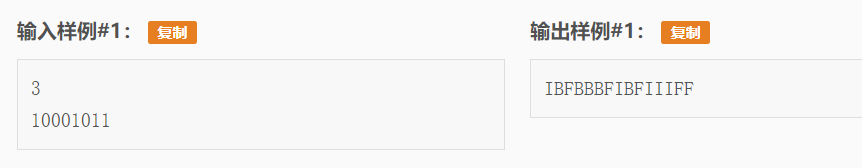 输入样例#1： 复制
3
10001011
输出样例#1： 复制
IBFBBBFIBFIIIFF